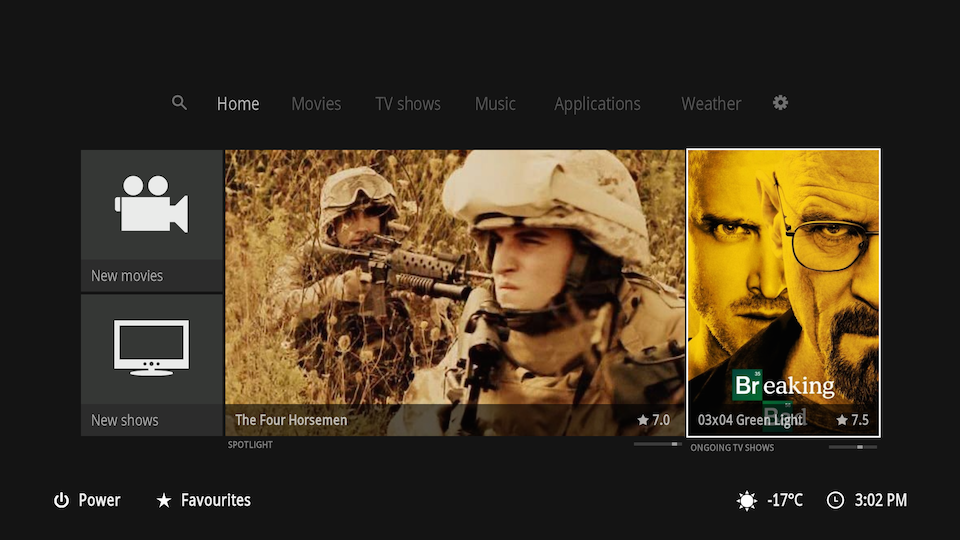 Home Movies TV shows Music Applications Weather
New movies
New shows
The Four Horsemen 7.0
SPOTLIGHT
35
Breaking
Bad
03x04 Green Light 7.5
ONGOING TV SHOWS
Power Favourites -17°C 3:02 PM